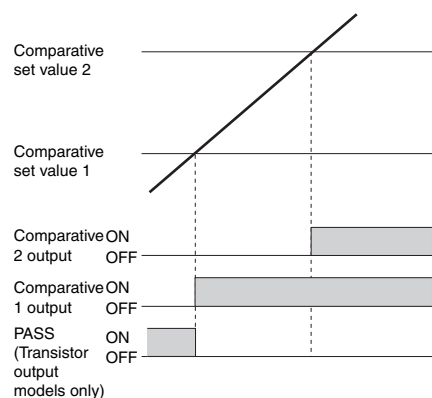 Comparative
set value 2
Comparative
set value 1
Comparative ON
2 output OFF
Comparative ON
1 output OFF
PASS ON
(Transistor OFF
output
models only)